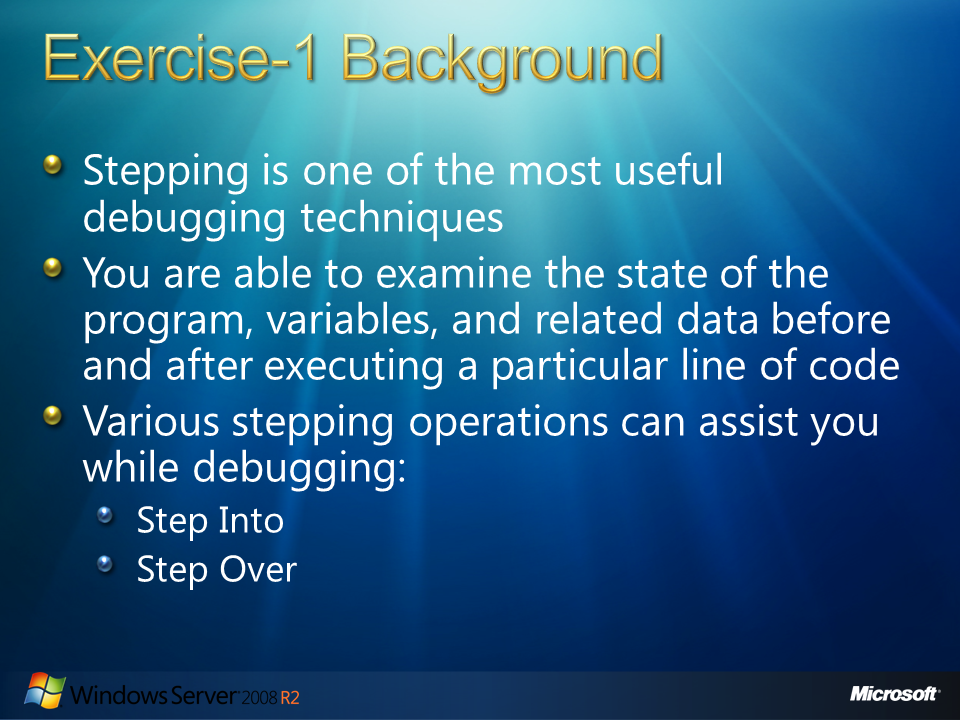 Exercise-1 Background
Stepping is one of the most useful
debugging techniques
You are able to examine the state of the
program, variables, and related data before
and after executing a particular line of code
Various stepping operations can assist you
while debugging:
Step Into
Step Over
Windows Server 2008 R2
Microsoft